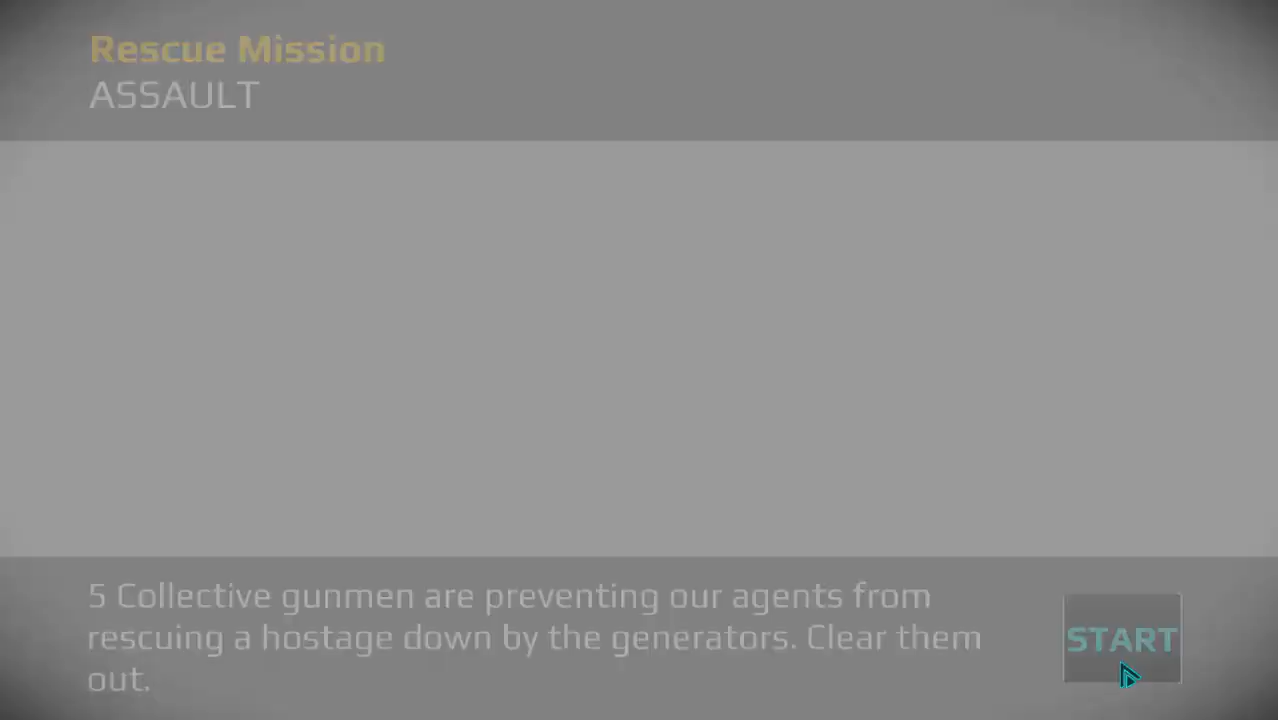 Rescue Mission
ASSAULT
5 Collective gunmen are preventing our agents from
rescuing a hostage down by the generators. Clear them
out.
START